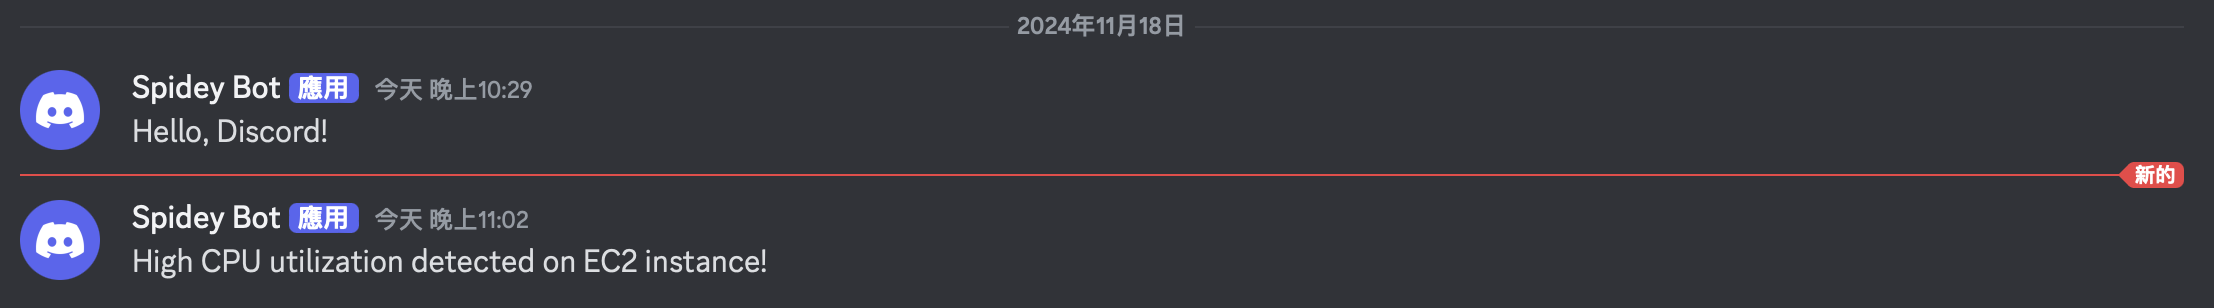 2024年11月18日
Spidey Bot 應用 今天 晚上10:29
Hello, Discord!
新的
Spidey Bot 應用 今天 晚上11:02
High CPU utilization detected on EC2 instance!